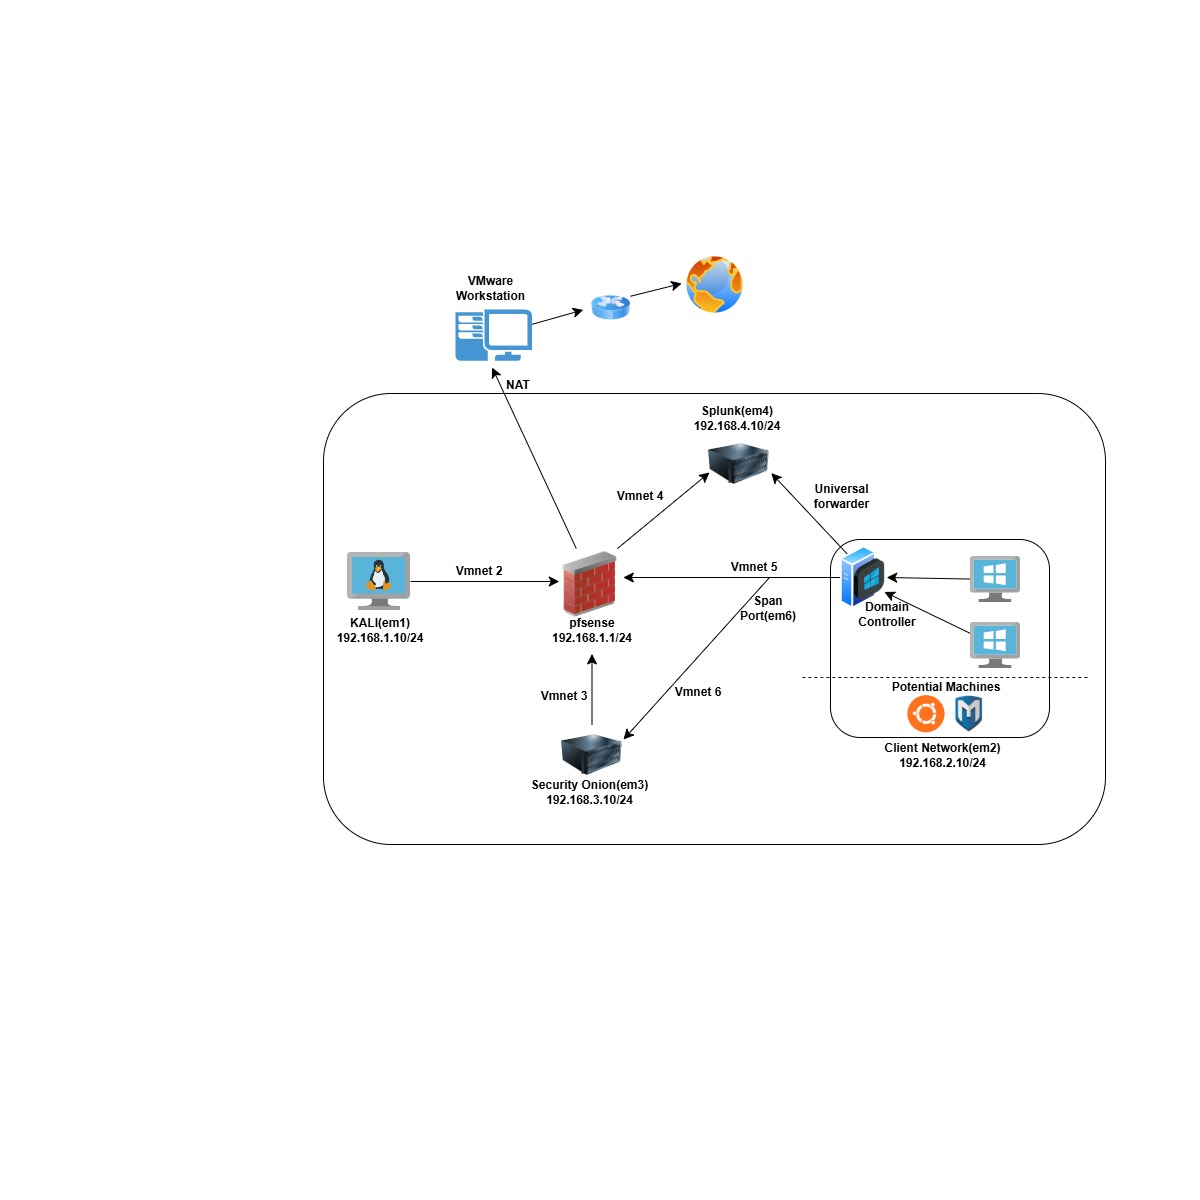 VMware
Workstation
NAT
Splunk(em4)
192.168.4.10/24
Vmnet 4
Universal
forwarder
Vmnet 2
Vmnet 5
KALI(em1)
192.168.1.10/24
pfsense
192.168.1.1/24
Span
Port(em6)
Domain
Controller
Vmnet 3
Vmnet 6
Potential Machines
Client Network(em2)
192.168.2.10/24
Security Onion(em3)
192.168.3.10/24